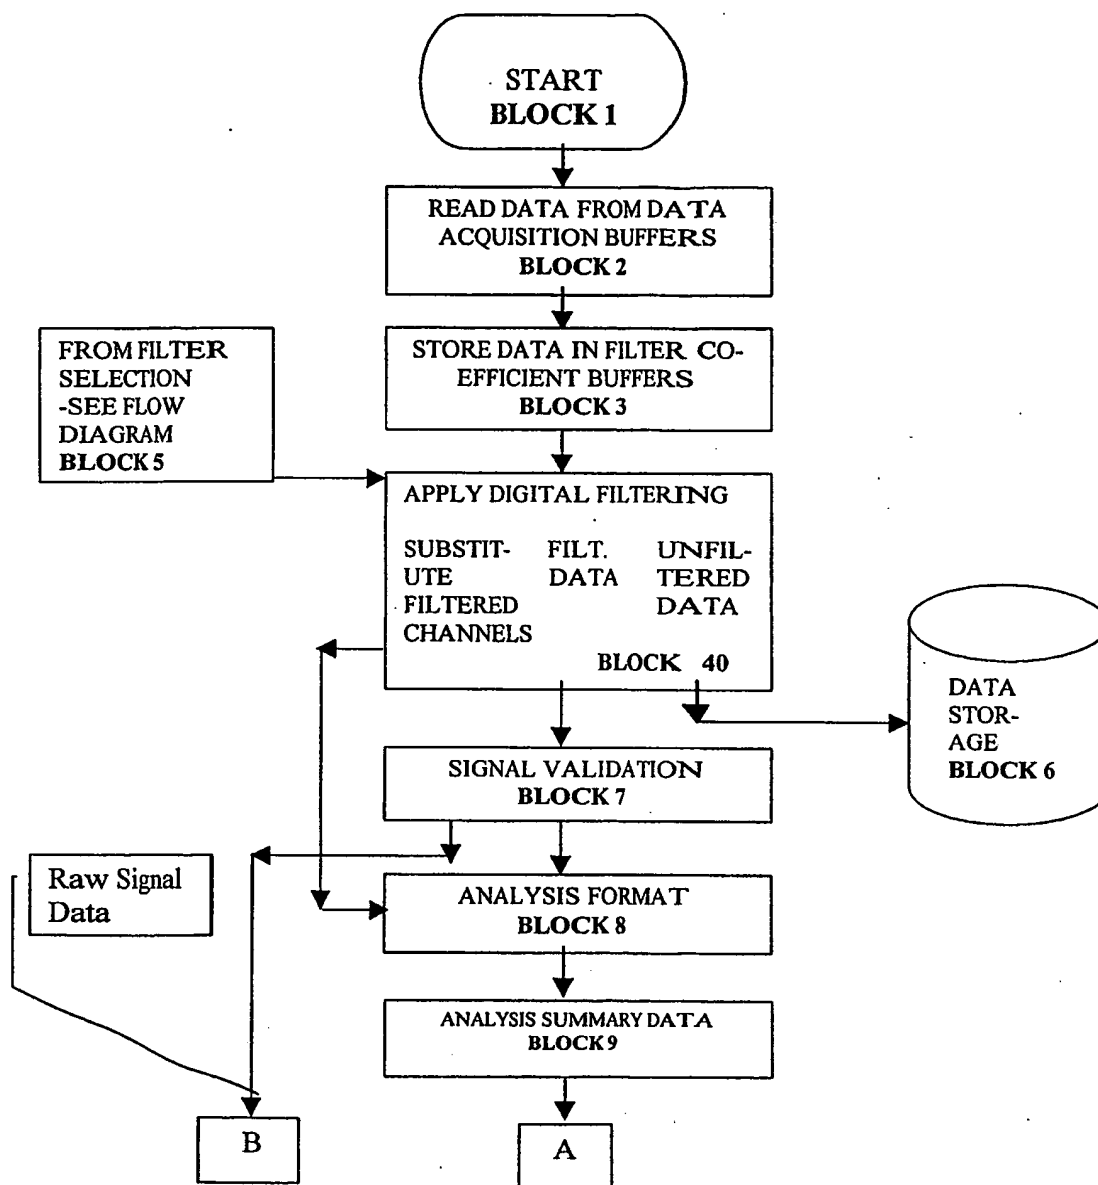 START
BLOCK 1
READ DATA FROM DATA
ACQUISITION BUFFERS
BLOCK 2
STORE DATA IN FILTER CO-
EFFICIENT BUFFERS
BLOCK 3
FROM FILTER
SELECTION
-SEE FLOW
DIAGRAM
BLOCK 5
APPLY DIGITAL FILTERING
SUBSTIT-
UTE
FILTERED
CHANNELS
FILT.
DATA
UNFIL-
TERED
DATA
BLOCK 40
DATA
STOR-
AGE
BLOCK 6
SIGNAL VALIDATION
BLOCK 7
Raw Signal
Data
ANALYSIS FORMAT
BLOCK 8
ANALYSIS SUMMARY DATA
BLOCK 9
B
A